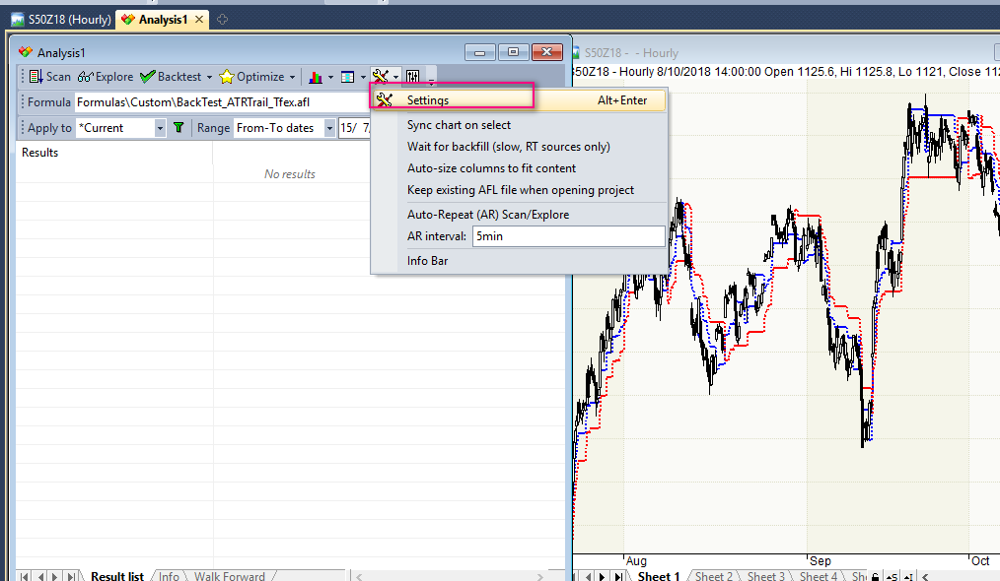 S50Z18 (Hourly) Analysis1
Analysis1
Scan Explore Backtest Optimize
Formula Formulas\Custom\BackTest_ATRTrail_Tfex.afl
Apply to *Current Range From-To dates 15/ 7/
Results
No results
Settings Alt+Enter
Sync chart on select
Wait for backfill (slow, RT sources only)
Auto-size columns to fit content
Keep existing AFL file when opening project
Auto-Repeat (AR) Scan/Explore
AR interval: 5min
Info Bar
Result list Info Walk Forward
S50Z18 - - Hourly
S50Z18 - Hourly 8/10/2018 14:00:00 Open 1125.6, Hi 1125.8, Lo 1121, Close 112
Aug Sep Oct
Sheet 1 Sheet 2 Sheet 3 Sheet 4 Sh